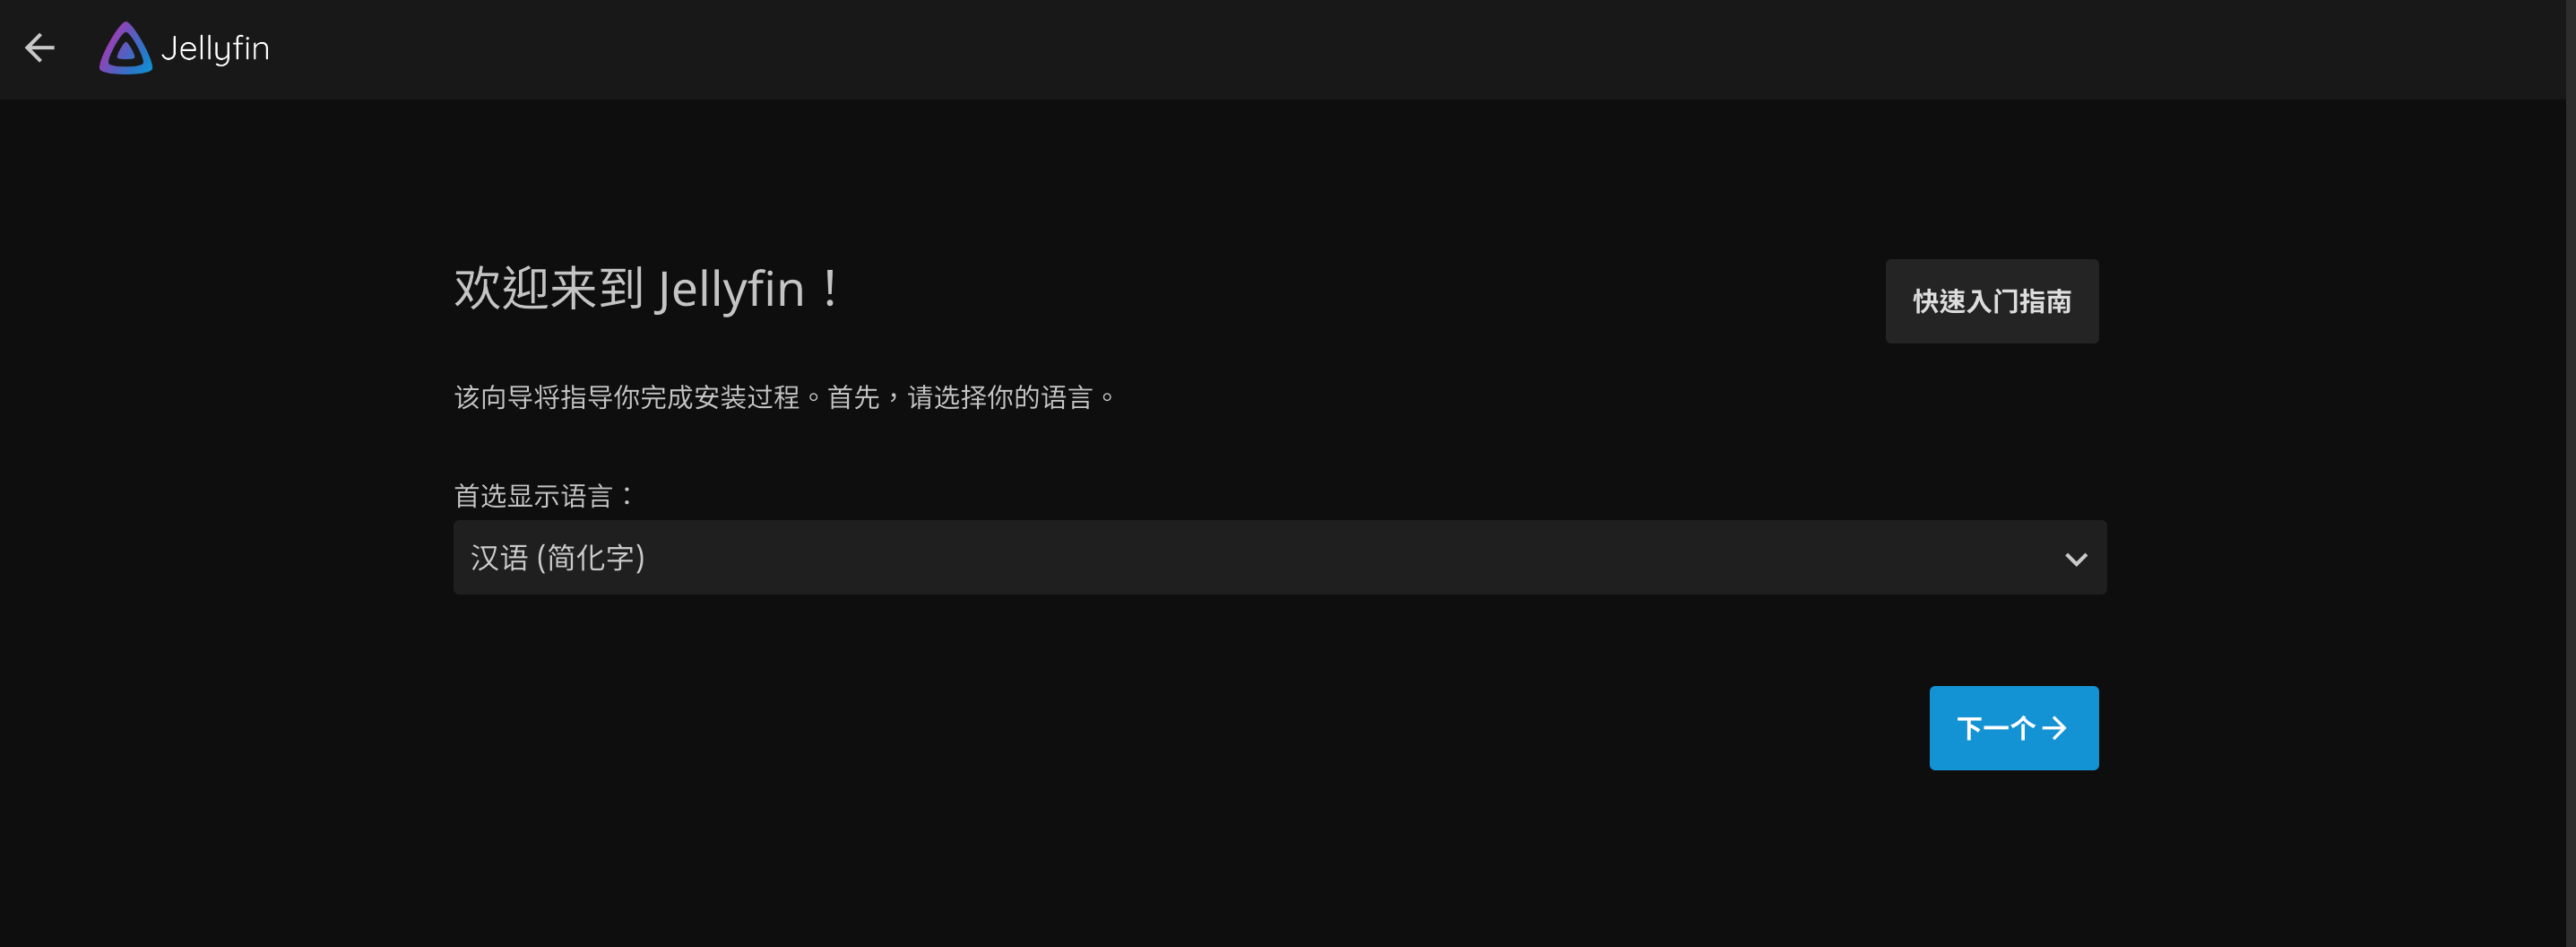 Jellyfin
欢迎来到 Jellyfin！
快速入门指南
该向导将指导你完成安装过程。首先，请选择你的语言。
首选显示语言：
汉语 (简化字)
下一个